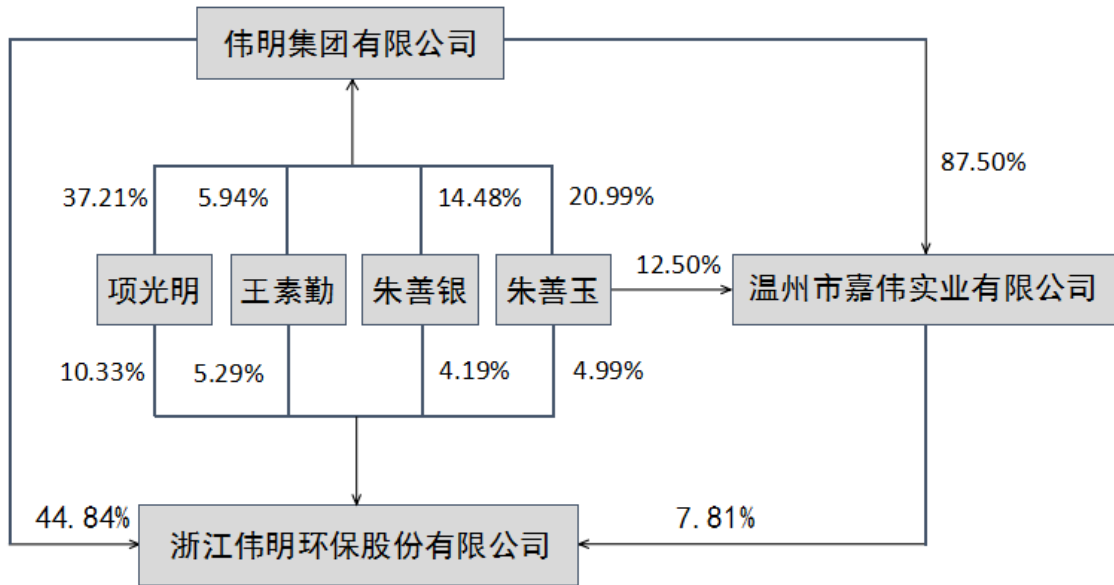 伟明集团有限公司
87.50%
37.21%
5.94%
14.48%
20.99%
项光明
王素勤
朱善银
朱善玉
12.50%
温州市嘉伟实业有限公司
10.33%
5.29%
4.19%
4.99%
44.84%
浙江伟明环保股份有限公司
7.81%